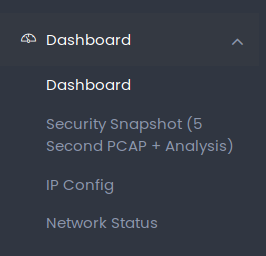 Dashboard
Dashboard
Security Snapshot (5
Second PCAP + Analysis)
IP Config
Network Status